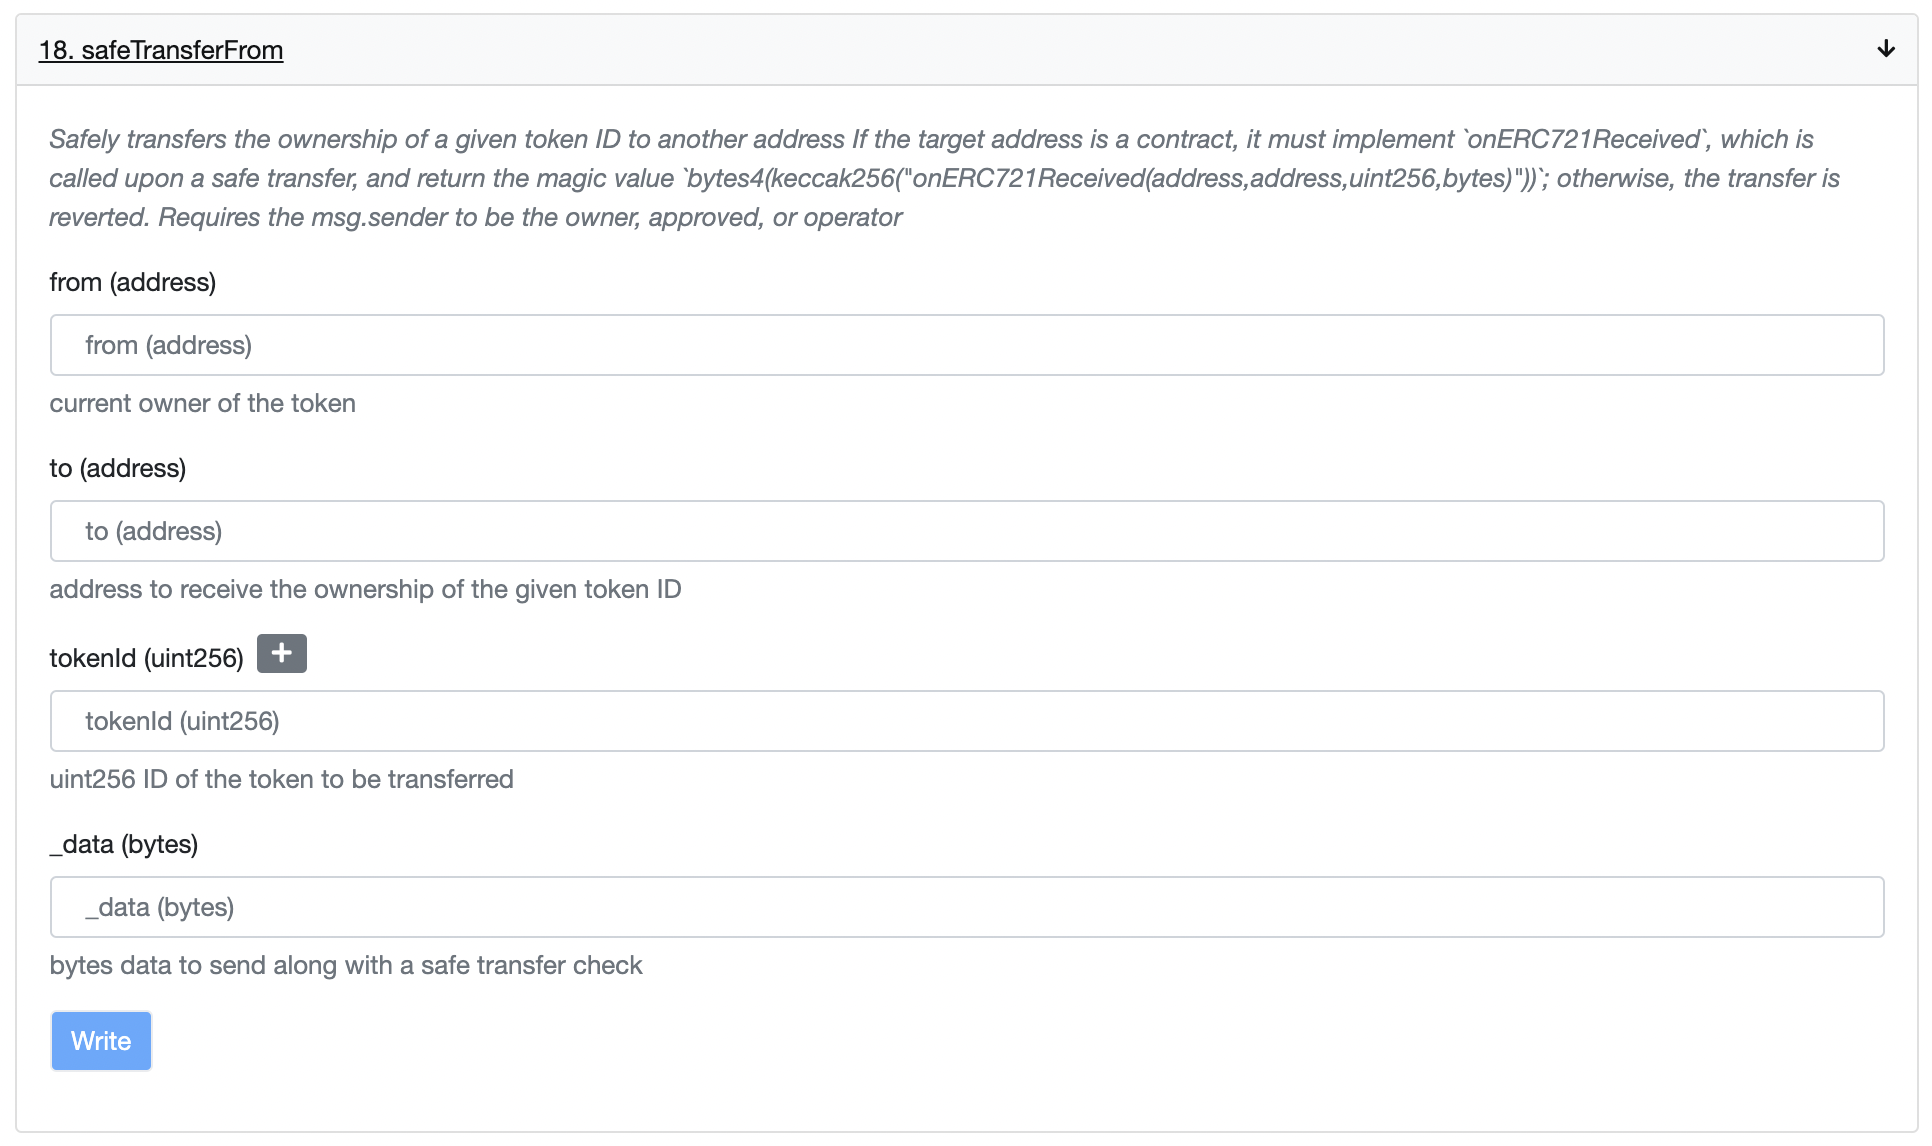 18. safeTransferFrom
Safely transfers the ownership of a given token ID to another address If the target address is a contract, it must implement `onERC721Received`, which is
called upon a safe transfer, and return the magic value `bytes4(keccak256("onERC721Received(address,address,uint256,bytes)"))`; otherwise, the transfer is
reverted. Requires the msg.sender to be the owner, approved, or operator
from (address)
from (address)
current owner of the token
to (address)
to (address)
address to receive the ownership of the given token ID
tokenId (uint256)
tokenId (uint256)
uint256 ID of the token to be transferred
_data (bytes)
_data (bytes)
bytes data to send along with a safe transfer check
Write